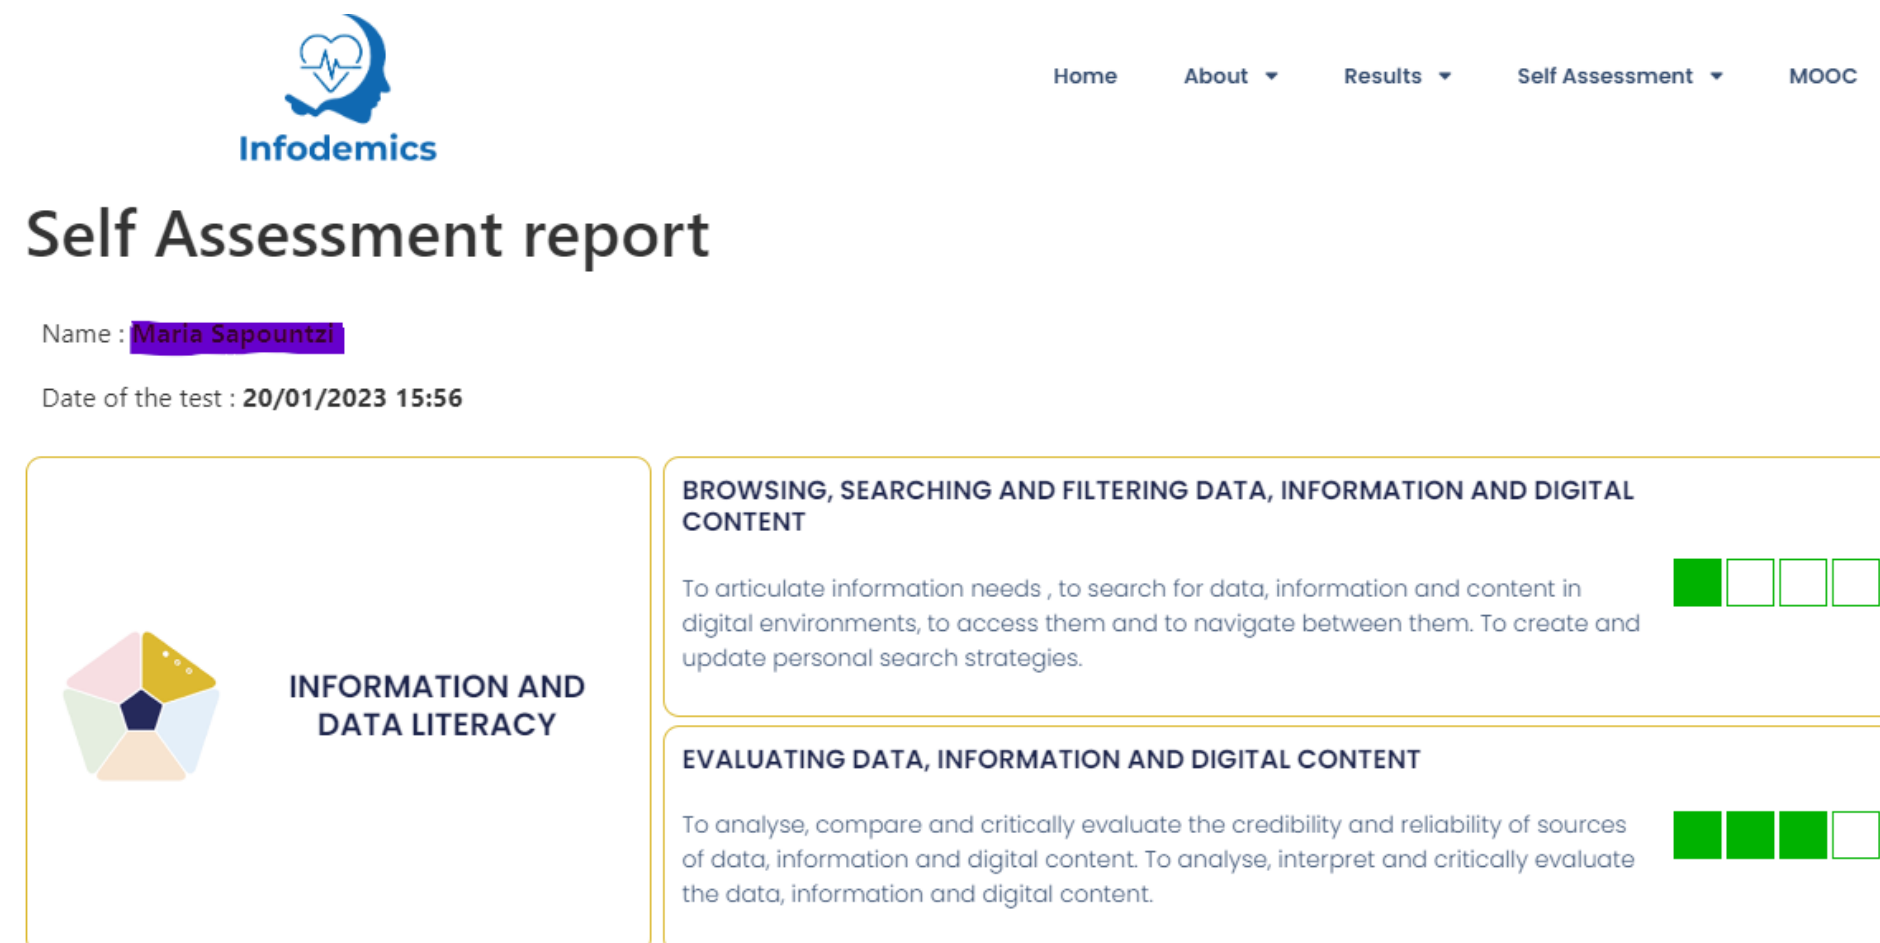 Infodemics
Home About Results Self Assessment MOOC
Self Assessment report
Name : Maria Sapountzi
Date of the test : 20/01/2023 15:56
INFORMATION AND
DATA LITERACY
BROWSING, SEARCHING AND FILTERING DATA, INFORMATION AND DIGITAL
CONTENT
To articulate information needs , to search for data, information and content in
digital environments, to access them and to navigate between them. To create and
update personal search strategies.
EVALUATING DATA, INFORMATION AND DIGITAL CONTENT
To analyse, compare and critically evaluate the credibility and reliability of sources
of data, information and digital content. To analyse, interpret and critically evaluate
the data, information and digital content.